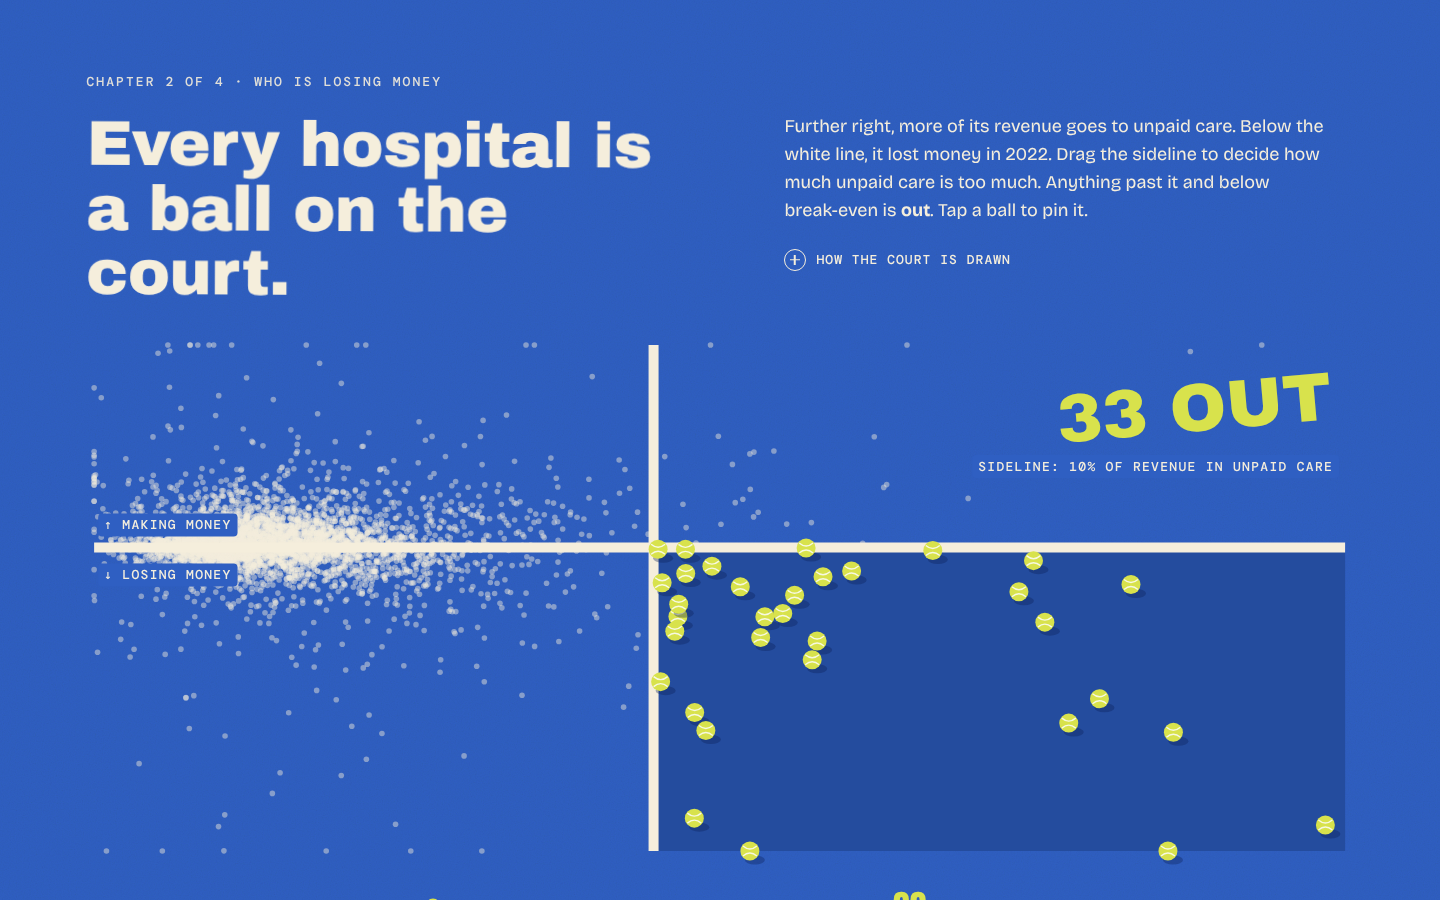 CHAPTER 2 OF 4 · WHO IS LOSING MONEY
Every hospital is
a ball on the
court.
Further right, more of its revenue goes to unpaid care. Below the
white line, it lost money in 2022. Drag the sideline to decide how
much unpaid care is too much. Anything past it and below
break-even is out. Tap a ball to pin it.
HOW THE COURT IS DRAWN
33 OUT
SIDELINE: 10% OF REVENUE IN UNPAID CARE
↑ MAKING MONEY
↓ LOSING MONEY